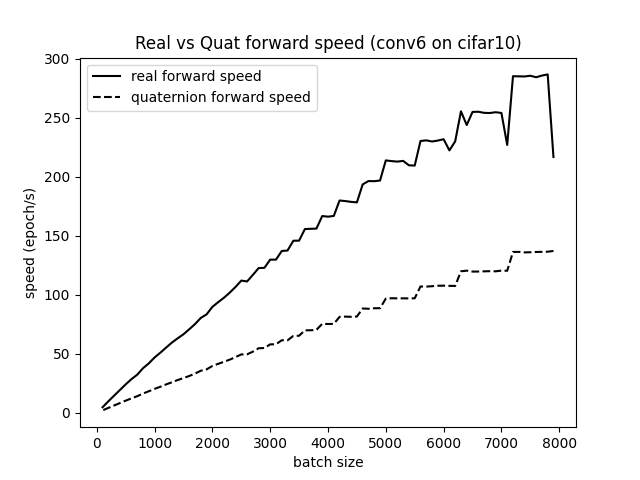 Real vs Quat forward speed (conv6 on cifar10)
real forward speed
quaternion forward speed
speed (epoch/s)
300
250
200
150
100
50
0
0 1000 2000 3000 4000 5000 6000 7000 8000
batch size